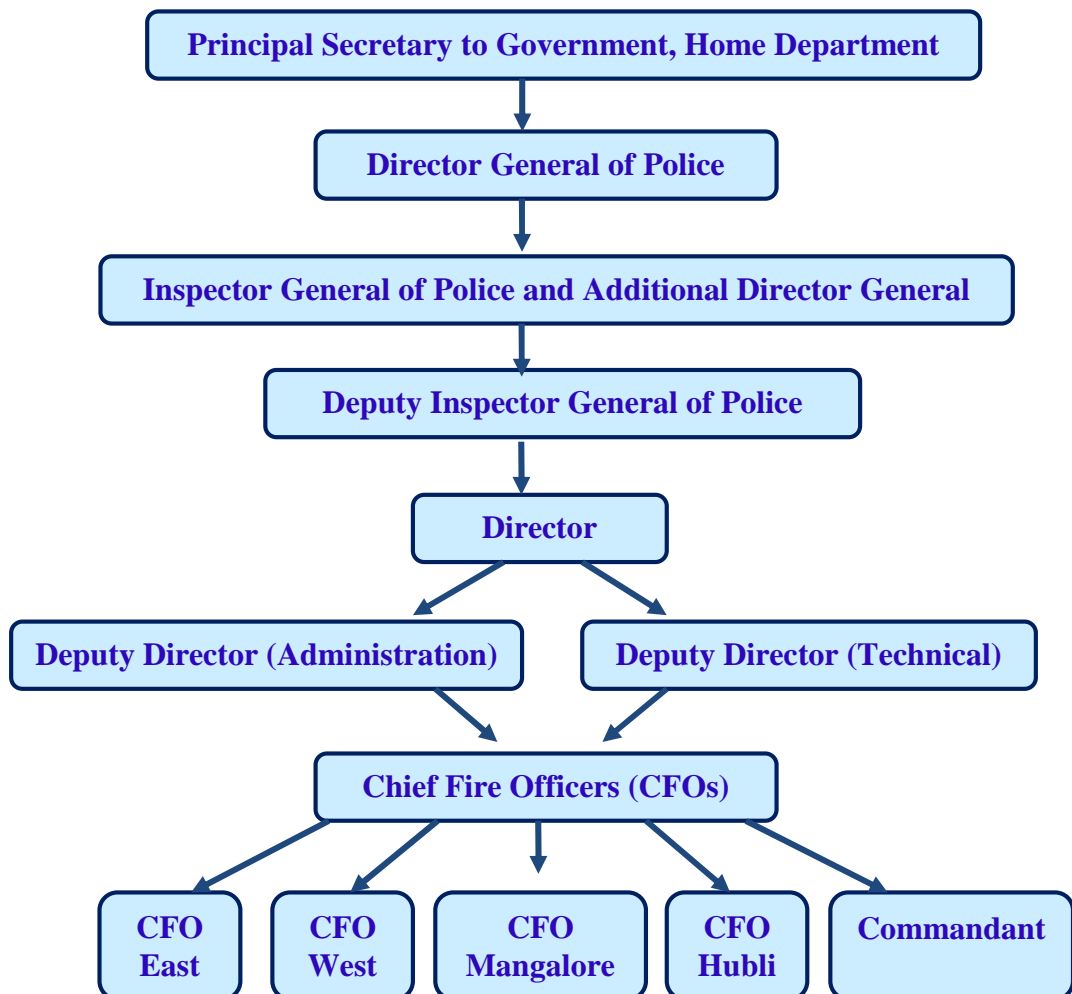 Principal Secretary to Government, Home Department
Director General of Police
Inspector General of Police and Additional Director General
Deputy Inspector General of Police
Director
Deputy Director (Administration)
Deputy Director (Technical)
Chief Fire Officers (CFOs)
CFO
East
CFO
West
CFO
Mangalore
CFO
Hubli
Commandant